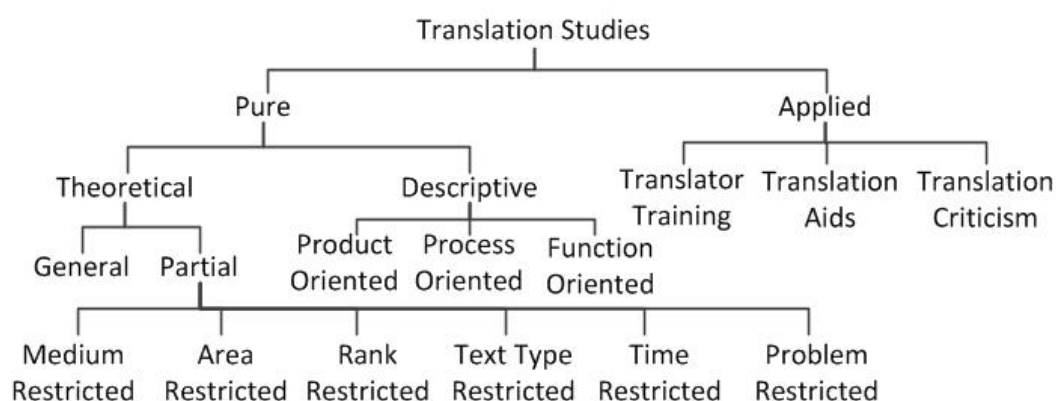 Translation Studies
Pure
Applied
Theoretical
Descriptive
Translator
Training
Translation
Aids
Translation
Criticism
General
Partial
Product
Oriented
Process
Oriented
Function
Oriented
Medium
Restricted
Area
Restricted
Rank
Restricted
Text Type
Restricted
Time
Restricted
Problem
Restricted